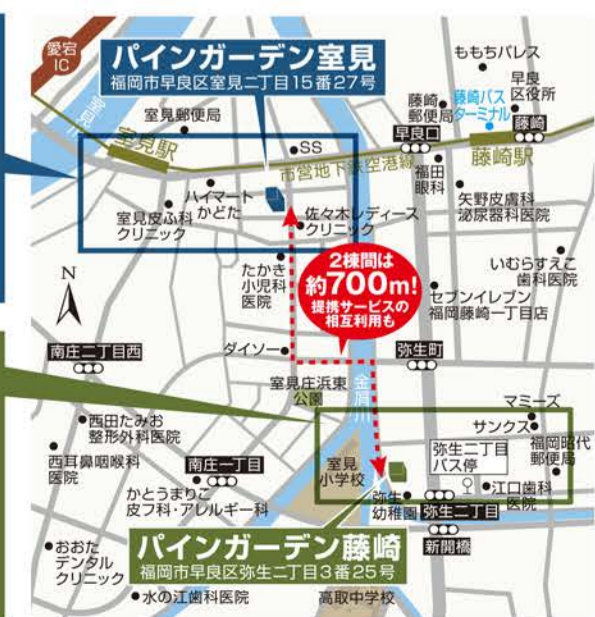 愛宕
IC
パインガーデン室見
福岡市早良区室見二丁目15番27号
ももちパレス
早良
区役所
藤崎
郵便局
藤崎バス
ターミナル
藤崎
早良口
室見川
室見郵便局
室見駅
SS
市営地下鉄空港線
藤崎駅
福田
眼科
矢野皮膚科
泌尿器科医院
ハイマート
かどた
室見皮ふ科
クリニック
佐々木レディース
クリニック
たかき
小児科
医院
2棟間は
約700m!
提携サービスの
相互利用も
いむらすえこ
歯科医院
セブンイレブン
福岡藤崎一丁目店
N
南庄二丁目西
ダイソー
弥生町
室見庄浜東
公園
金屑川
マミーズ
サンクス
福岡昭代
郵便局
弥生二丁目
バス停
西田たみお
整形外科医院
西耳鼻咽喉科
医院
南庄一丁目
室見
小学校
かとうまりこ
皮フ科・アレルギー科
弥生
幼稚園
江口歯科
医院
弥生二丁目
新開橋
パインガーデン藤崎
福岡市早良区弥生二丁目3番25号
おおた
デンタル
クリニック
水の江歯科医院
高取中学校